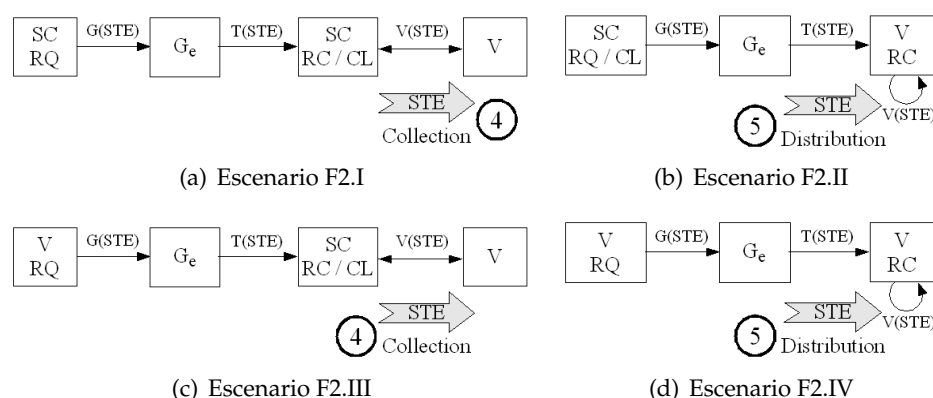 SC
RQ
G(STE)
Ge
T(STE)
SC
RC / CL
V(STE)
V
STE
Collection
4
(a) Escenario F2.I
SC
RQ / CL
G(STE)
Ge
T(STE)
V
RC
V(STE)
5
STE
Distribution
(b) Escenario F2.II
V
RQ
G(STE)
Ge
T(STE)
SC
RC / CL
V(STE)
V
4
STE
Collection
(c) Escenario F2.III
V
RQ
G(STE)
Ge
T(STE)
V
RC
V(STE)
5
STE
Distribution
(d) Escenario F2.IV